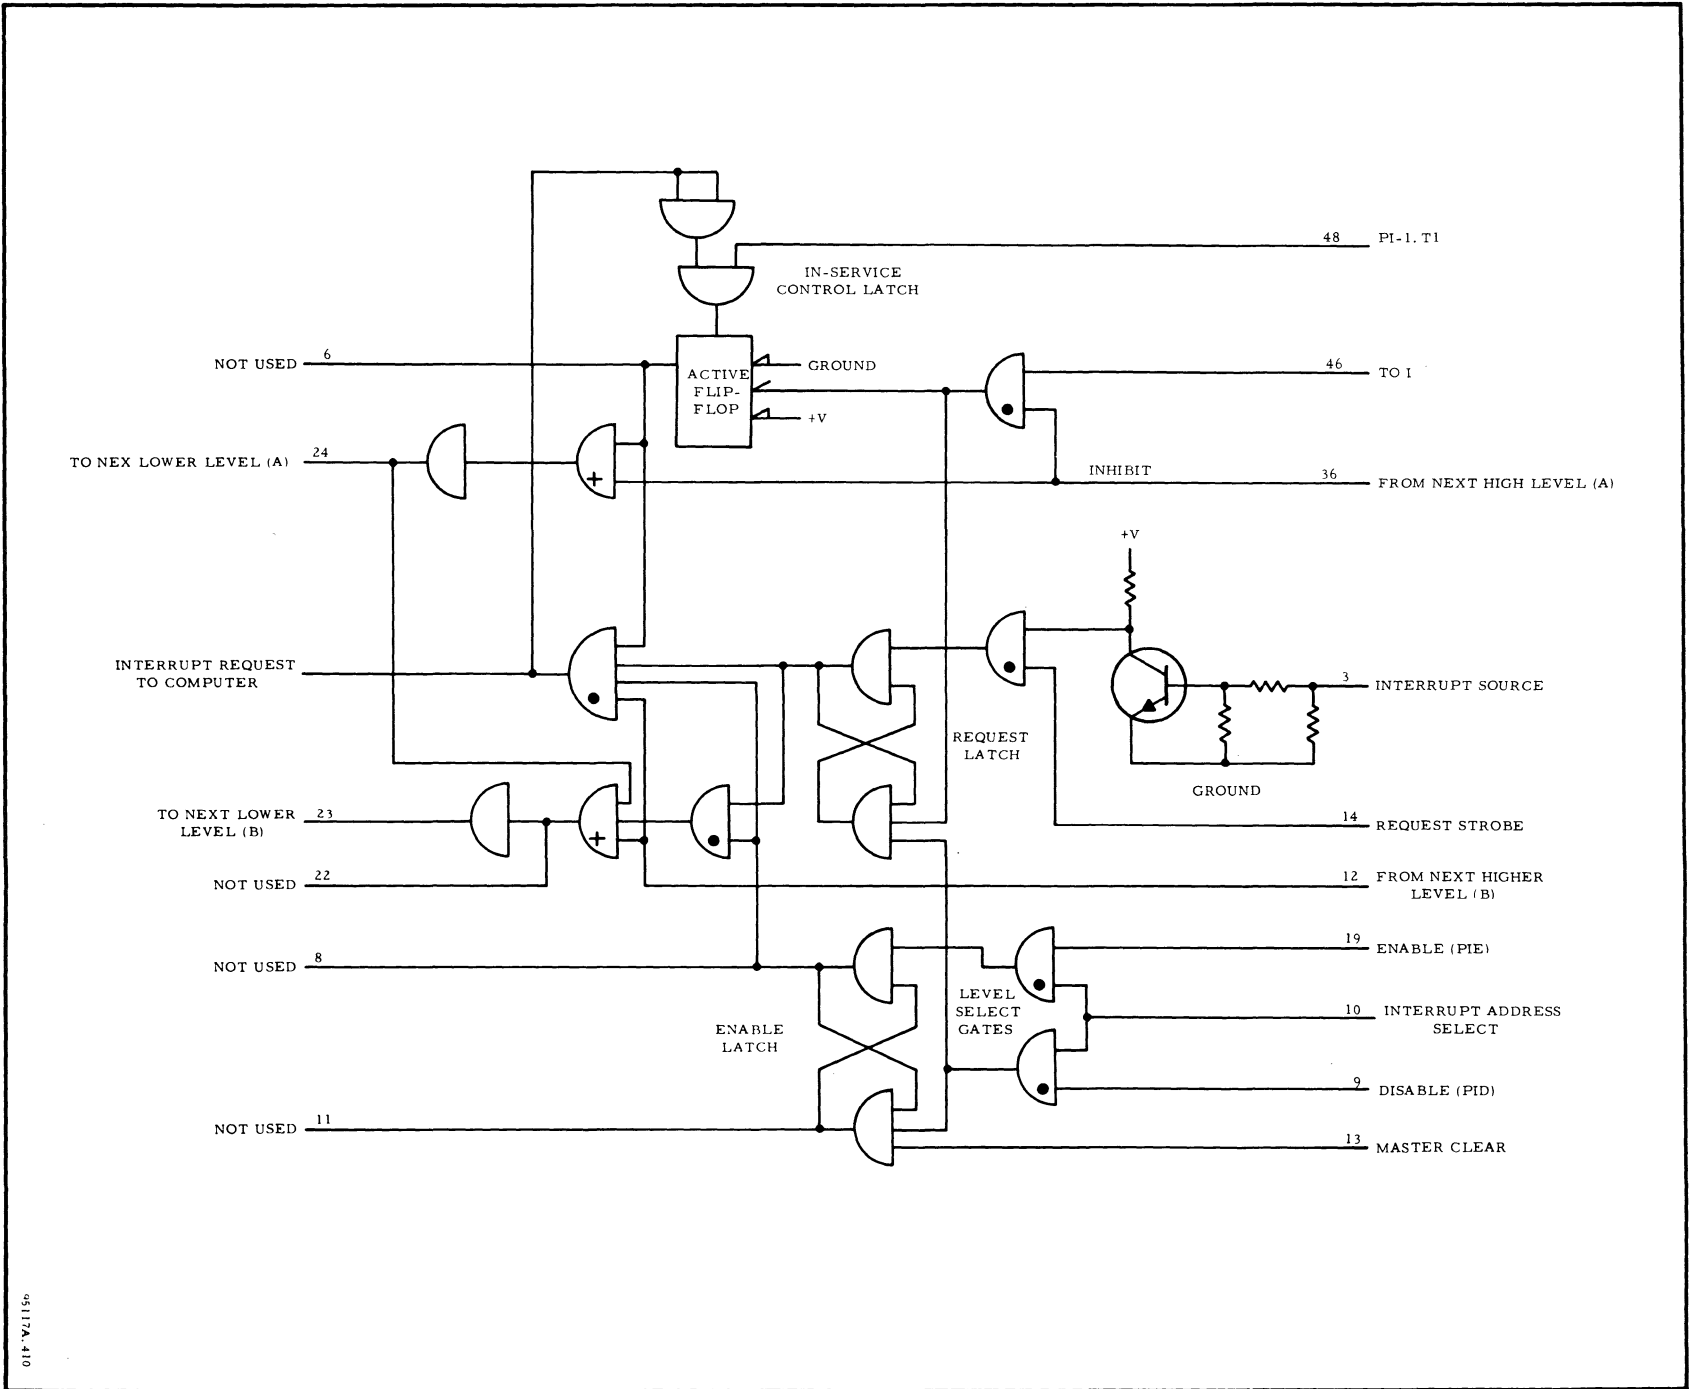 48 PI-1. T1
IN-SERVICE
CONTROL LATCH
NOT USED 6
ACTIVE
FLIP-
FLOP
GROUND
+V
46 TO I
TO NEX LOWER LEVEL (A) 24
+
INHIBIT
36 FROM NEXT HIGH LEVEL (A)
+V
INTERRUPT REQUEST
TO COMPUTER
3 INTERRUPT SOURCE
REQUEST
LATCH
GROUND
TO NEXT LOWER 23
LEVEL (B)
+
14 REQUEST STROBE
NOT USED 22
12 FROM NEXT HIGHER
LEVEL (B)
19 ENABLE (PIE)
NOT USED 8
LEVEL
SELECT
GATES
10 INTERRUPT ADDRESS
SELECT
ENABLE
LATCH
9 DISABLE (PID)
NOT USED 11
13 MASTER CLEAR
95117A. 410